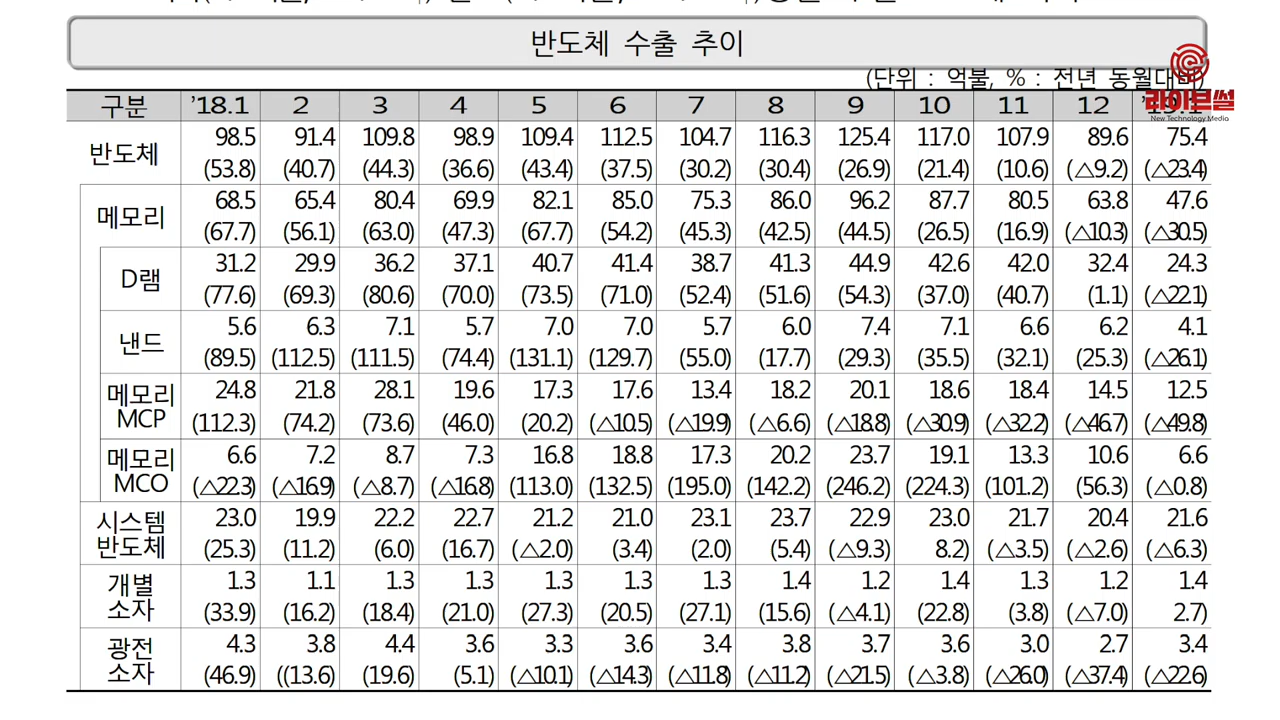 반도체 수출 추이
(단위 : 억불, % : 전년 동월대비)
라이브썰
New Technology Media
구분 '18.1 2 3 4 5 6 7 8 9 10 11 12 '19.1
98.5 91.4 109.8 98.9 109.4 112.5 104.7 116.3 125.4 117.0 107.9 89.6 75.4
반도체
(53.8) (40.7) (44.3) (36.6) (43.4) (37.5) (30.2) (30.4) (26.9) (21.4) (10.6) (△9.2) (△23.4)
68.5 65.4 80.4 69.9 82.1 85.0 75.3 86.0 96.2 87.7 80.5 63.8 47.6
메모리
(67.7) (56.1) (63.0) (47.3) (67.7) (54.2) (45.3) (42.5) (44.5) (26.5) (16.9) (△10.3) (△30.5)
31.2 29.9 36.2 37.1 40.7 41.4 38.7 41.3 44.9 42.6 42.0 32.4 24.3
D램
(77.6) (69.3) (80.6) (70.0) (73.5) (71.0) (52.4) (51.6) (54.3) (37.0) (40.7) (1.1) (△22.1)
5.6 6.3 7.1 5.7 7.0 7.0 5.7 6.0 7.4 7.1 6.6 6.2 4.1
낸드
(89.5) (112.5) (111.5) (74.4) (131.1) (129.7) (55.0) (17.7) (29.3) (35.5) (32.1) (25.3) (△26.1)
메모리 24.8 21.8 28.1 19.6 17.3 17.6 13.4 18.2 20.1 18.6 18.4 14.5 12.5
MCP (112.3) (74.2) (73.6) (46.0) (20.2) (△10.5) (△19.9) (△6.6) (△18.8) (△30.9) (△32.2) (△46.7) (△49.8)
메모리 6.6 7.2 8.7 7.3 16.8 18.8 17.3 20.2 23.7 19.1 13.3 10.6 6.6
MCO (△22.3) (△16.9) (△8.7) (△16.8) (113.0) (132.5) (195.0) (142.2) (246.2) (224.3) (101.2) (56.3) (△0.8)
시스템 23.0 19.9 22.2 22.7 21.2 21.0 23.1 23.7 22.9 23.0 21.7 20.4 21.6
반도체 (25.3) (11.2) (6.0) (16.7) (△2.0) (3.4) (2.0) (5.4) (△9.3) 8.2) (△3.5) (△2.6) (△6.3)
개별 1.3 1.1 1.3 1.3 1.3 1.3 1.3 1.4 1.2 1.4 1.3 1.2 1.4
소자 (33.9) (16.2) (18.4) (21.0) (27.3) (20.5) (27.1) (15.6) (△4.1) (22.8) (3.8) (△7.0) 2.7)
광전 4.3 3.8 4.4 3.6 3.3 3.6 3.4 3.8 3.7 3.6 3.0 2.7 3.4
소자 (46.9) ((13.6) (19.6) (5.1) (△10.1) (△14.3) (△11.8) (△11.2) (△21.5) (△3.8) (△26.0) (△37.4) (△22.6)